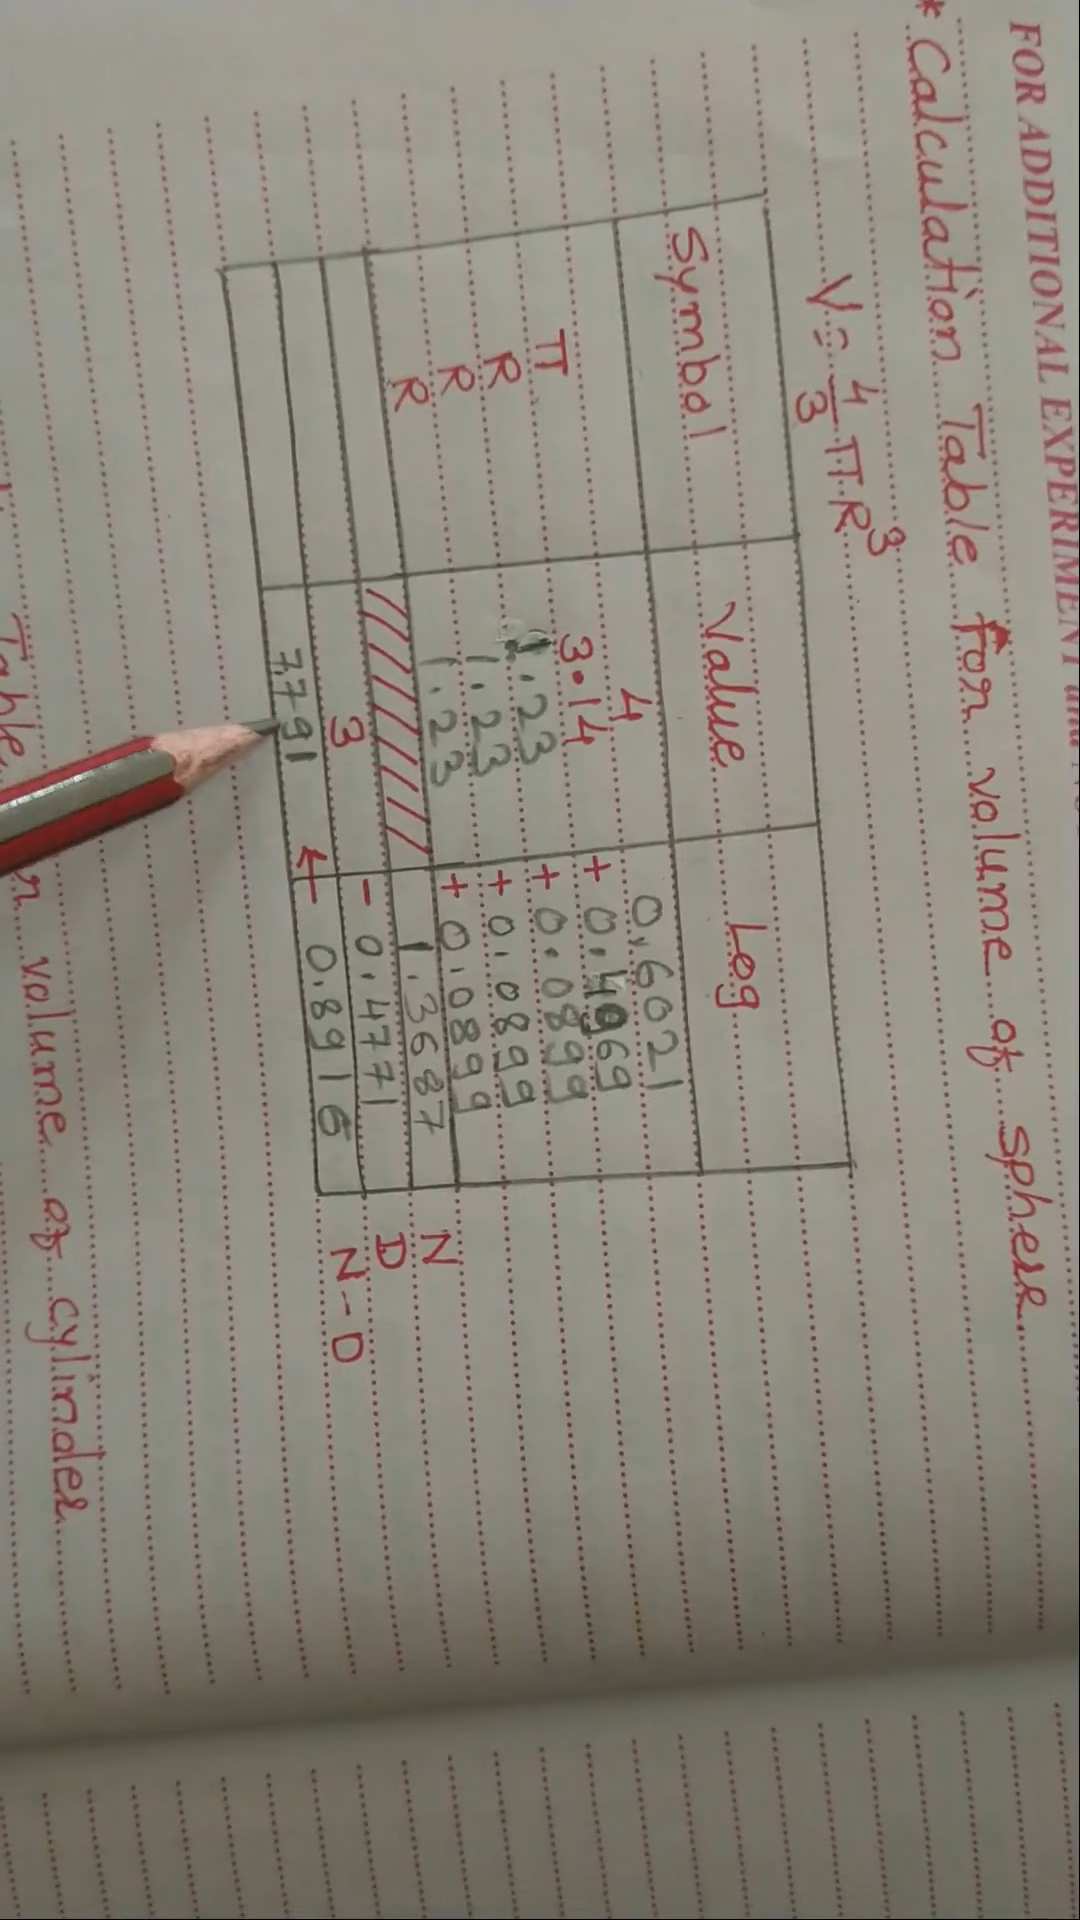 FOR ADDITIONAL EXPERIMENT and
* Calculation Table for volume of sphere
V = 4/3 π R³
Symbol Value Log
4 0.6021
π 3.14 + 0.4969
R 1.23 + 0.0899
R 1.23 + 0.0899
R 1.23 + 0.0899
1.3687 N
3 - 0.4771 D
7.791 ← 0.8916 N-D
Table volume of cylinder